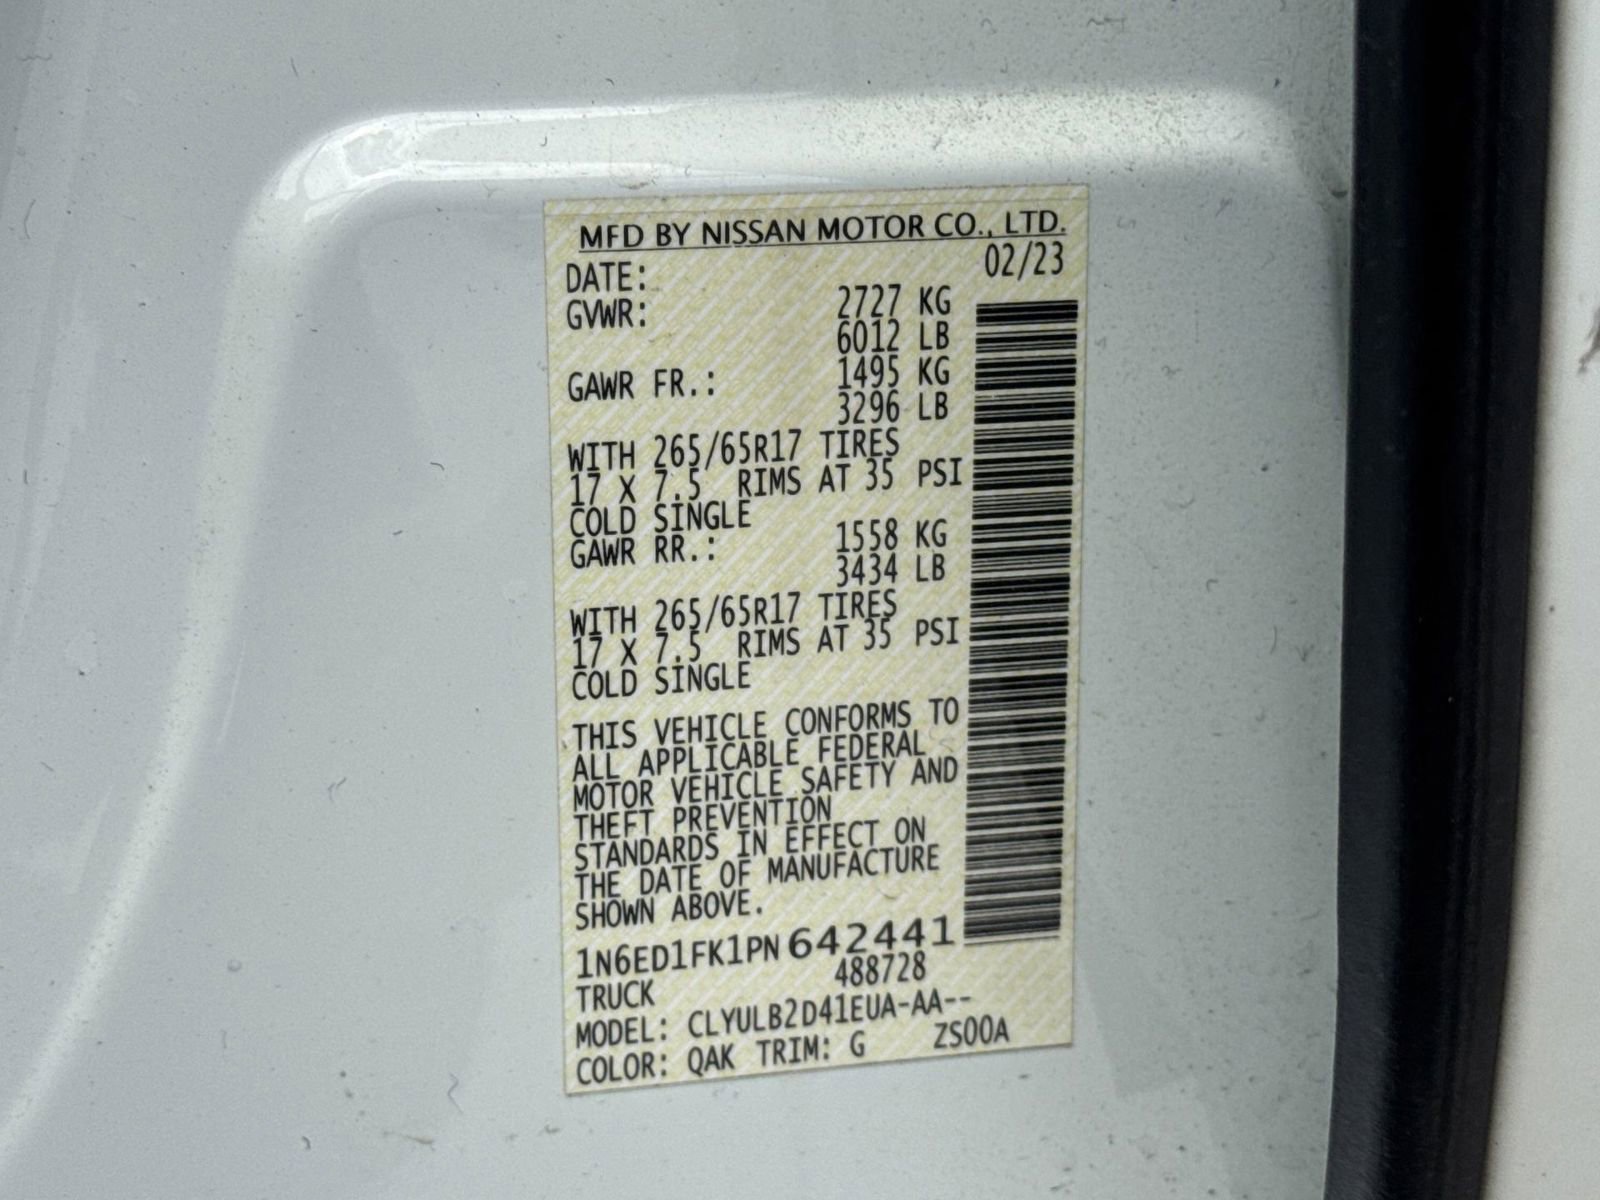 MFD BY NISSAN MOTOR CO., LTD.
DATE: 02/23
GVWR: 2727 KG
6012 LB
GAWR FR.: 1495 KG
3296 LB
WITH 265/65R17 TIRES
17 X 7.5 RIMS AT 35 PSI
COLD SINGLE
GAWR RR.: 1558 KG
3434 LB
WITH 265/65R17 TIRES
17 X 7.5 RIMS AT 35 PSI
COLD SINGLE
THIS VEHICLE CONFORMS TO
ALL APPLICABLE FEDERAL
MOTOR VEHICLE SAFETY AND
THEFT PREVENTION
STANDARDS IN EFFECT ON
THE DATE OF MANUFACTURE
SHOWN ABOVE.
1N6ED1FK1PN642441
TRUCK 488728
MODEL: CLYULB2D41EUA-AA--
COLOR: QAK TRIM: G ZS00A